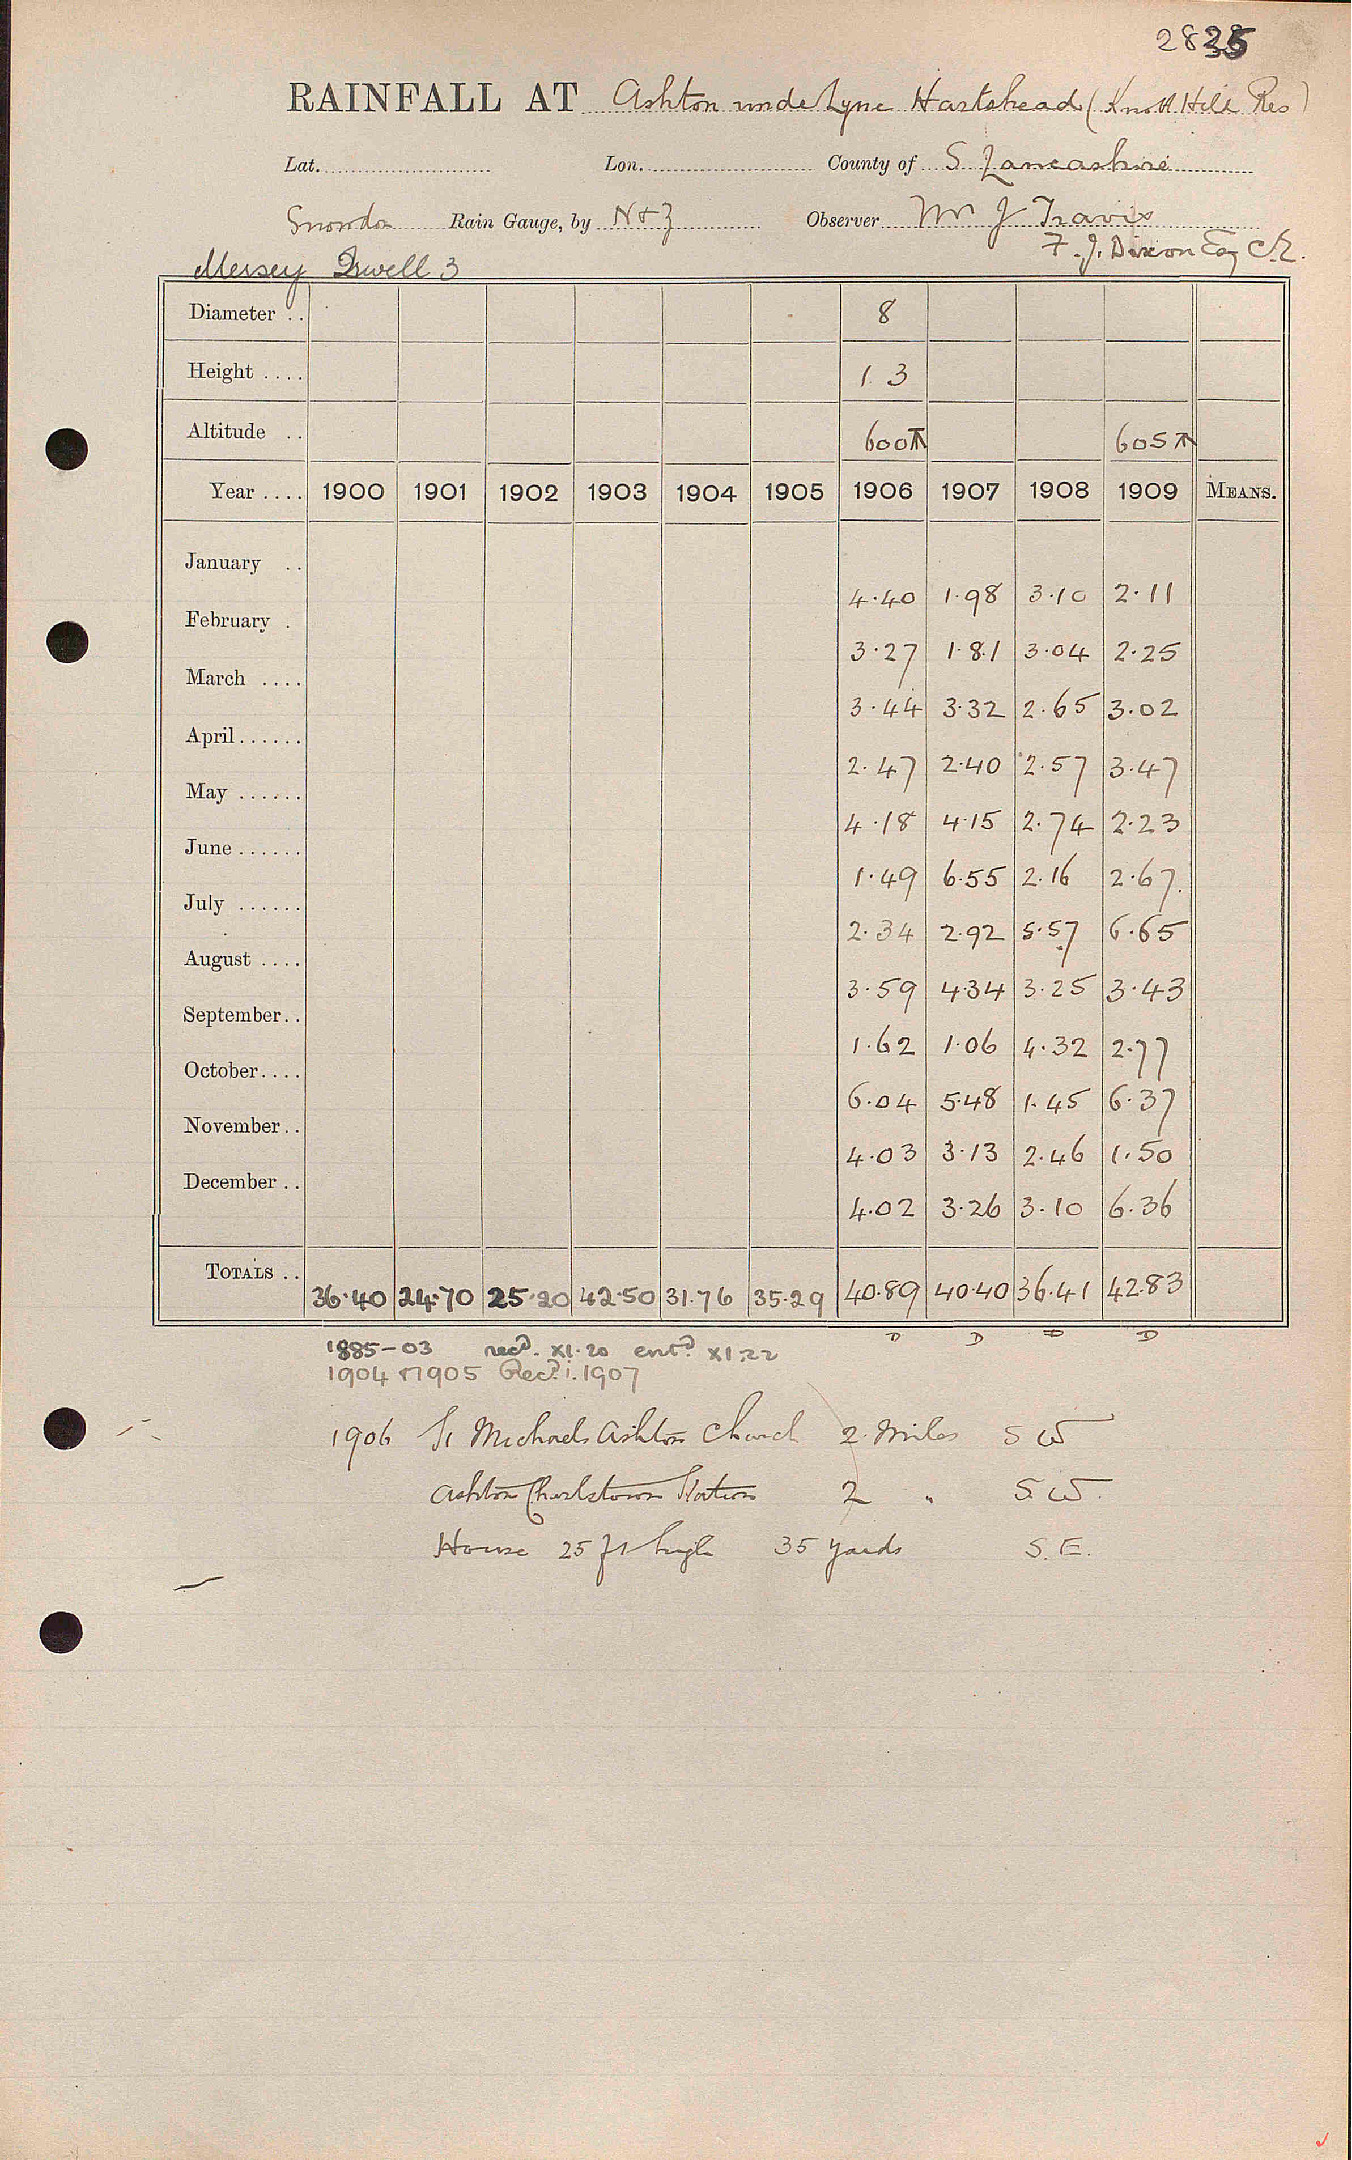 2835
RAINFALL AT Ashton unde Lyne Hartshead (Knott Hill Res)
Lat. Lon. County of S Lancashire
Snowdon Rain Gauge, by N & Z Observer Mr J Travis
F. J. Dixon Esq C.E.
Mersey Irwell 3
Diameter .. 8
Height .... 1 3
Altitude .. 600 605
Year .... 1900 1901 1902 1903 1904 1905 1906 1907 1908 1909 MEANS.
January ..
4.40 1.98 3.10 2.11
February .
3.27 1.81 3.04 2.25
March ....
3.44 3.32 2.65 3.02
April......
2.47 2.40 2.57 3.47
May ......
4.18 4.15 2.74 2.23
June ......
1.49 6.55 2.16 2.67
July ......
2.34 2.92 5.57 6.65
August ....
3.59 4.34 3.25 3.43
September..
1.62 1.06 4.32 2.77
October....
6.04 5.48 1.45 6.37
November..
4.03 3.13 2.46 1.50
December ..
4.02 3.26 3.10 6.36
TOTALS ..
36.40 24.70 25.20 42.50 31.76 35.29 40.89 40.40 36.41 42.83
D D D D
1885-03 recd. XI.20 entd XI.22
1904 & 1905 Recd. i. 1907
1906 St Michaels Ashton Church 2 Miles S W
Ashton Charlstown Station 2 " S.W.
House 25 ft high 35 yards S.E.